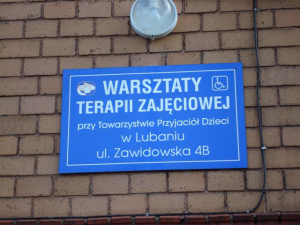 WARSZTATY
TERAPII ZAJĘCIOWEJ
przy Towarzystwie Przyjaciół Dzieci
w Lubaniu
ul. Zawidowska 4B